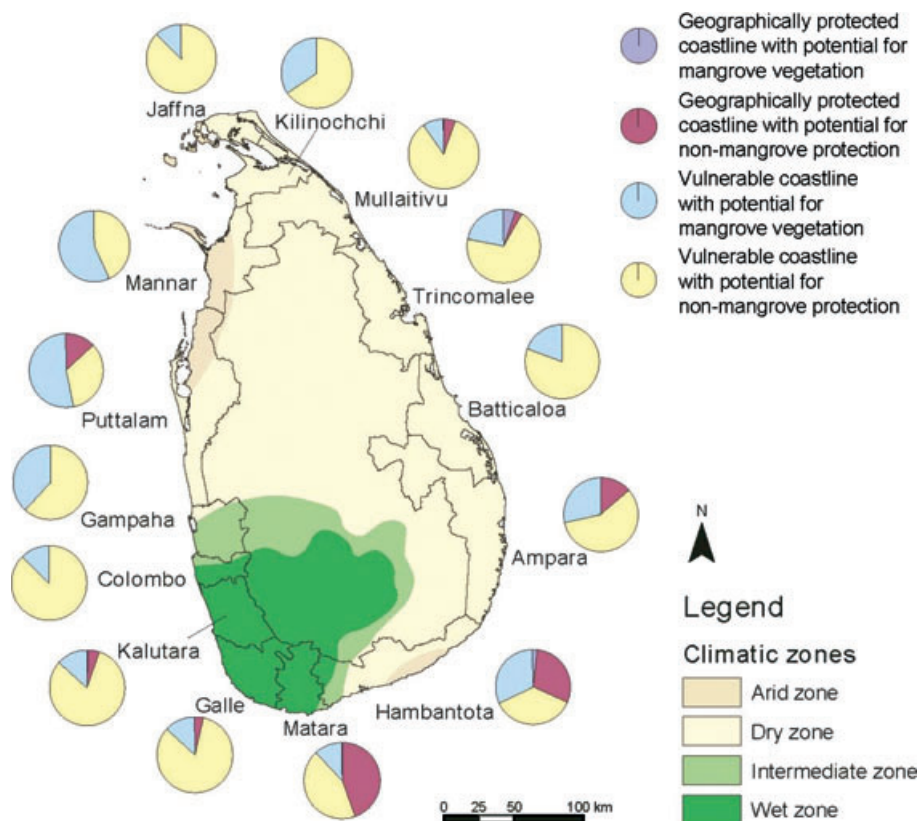 Jaffna
Kilinochchi
Mullaitivu
Mannar
Trincomalee
Puttalam
Batticaloa
Gampaha
Ampara
Colombo
Kalutara
Galle
Matara
Hambantota
Geographically protected
coastline with potential for
mangrove vegetation
Geographically protected
coastline with potential for
non-mangrove protection
Vulnerable coastline
with potential for
mangrove vegetation
Vulnerable coastline
with potential for
non-mangrove protection
N
Legend
Climatic zones
Arid zone
Dry zone
Intermediate zone
Wet zone
0 25 50 100 km